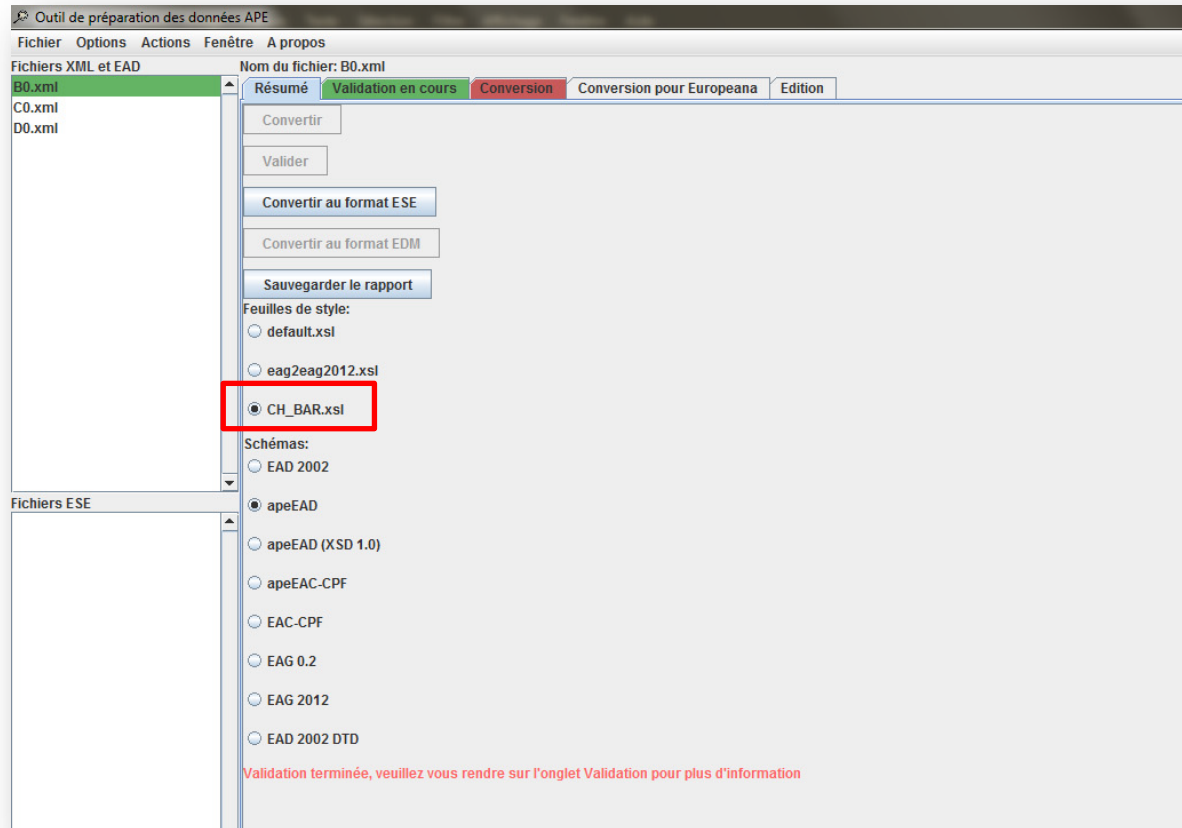 Outil de préparation des données APE
Fichier Options Actions Fenêtre A propos
Fichiers XML et EAD
B0.xml
C0.xml
D0.xml
Fichiers ESE
Nom du fichier: B0.xml
Résumé Validation en cours Conversion Conversion pour Europeana Edition
Convertir
Valider
Convertir au format ESE
Convertir au format EDM
Sauvegarder le rapport
Feuilles de style:
default.xsl
eag2eag2012.xsl
CH_BAR.xsl
Schémas:
EAD 2002
apeEAD
apeEAD (XSD 1.0)
apeEAC-CPF
EAC-CPF
EAG 0.2
EAG 2012
EAD 2002 DTD
Validation terminée, veuillez vous rendre sur l'onglet Validation pour plus d'information